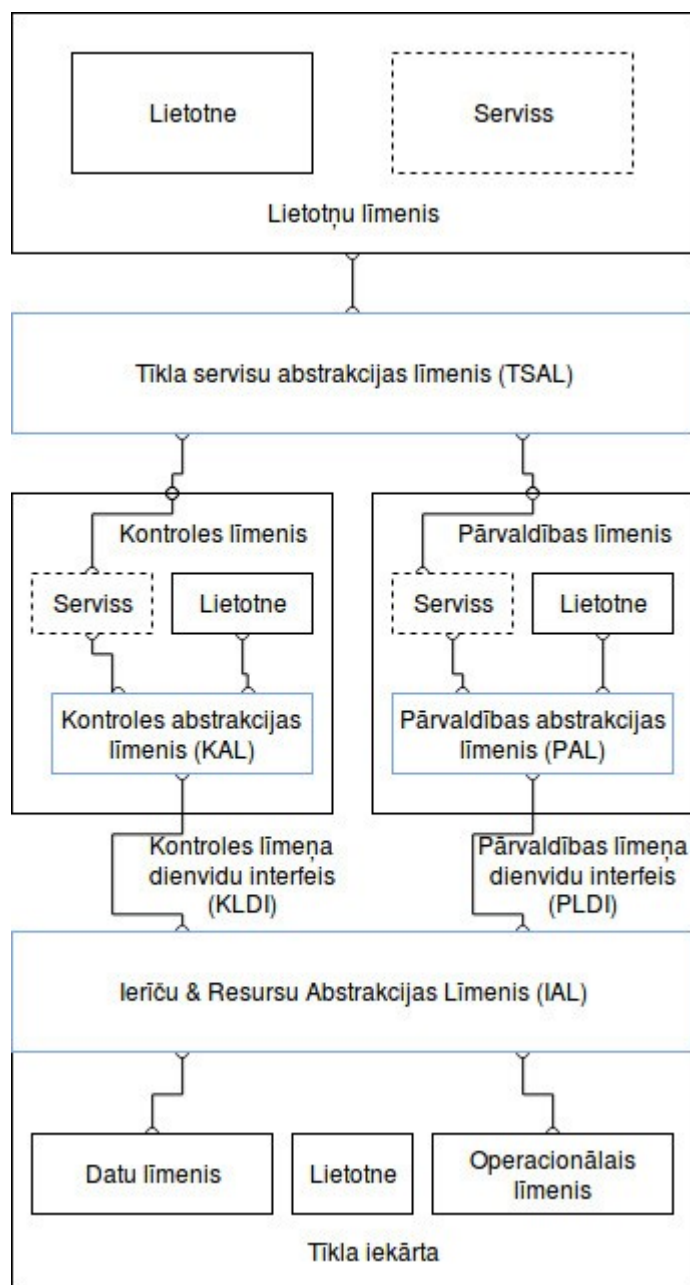 Lietotne
Serviss
Lietotņu līmenis
Tīkla servisu abstrakcijas līmenis (TSAL)
Kontroles līmenis
Serviss
Lietotne
Kontroles abstrakcijas
līmenis (KAL)
Pārvaldības līmenis
Serviss
Lietotne
Pārvaldības abstrakcijas
līmenis (PAL)
Kontroles līmeņa
dienvidu interfeis
(KLDI)
Pārvaldības līmeņa
dienvidu interfeis
(PLDI)
Ierīču & Resursu Abstrakcijas Līmenis (IAL)
Datu līmenis
Lietotne
Operacionālais
līmenis
Tīkla iekārta